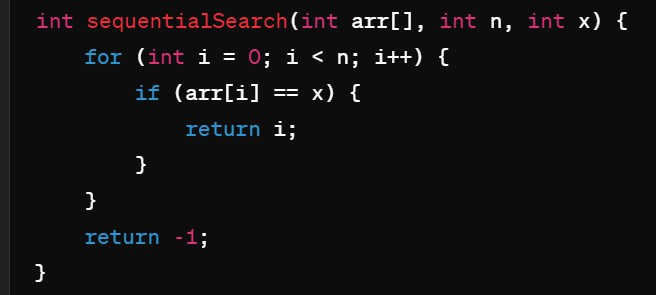 int sequentialSearch(int arr[], int n, int x) {
    for (int i = 0; i < n; i++) {
        if (arr[i] == x) {
            return i;
        }
    }
    return -1;
}